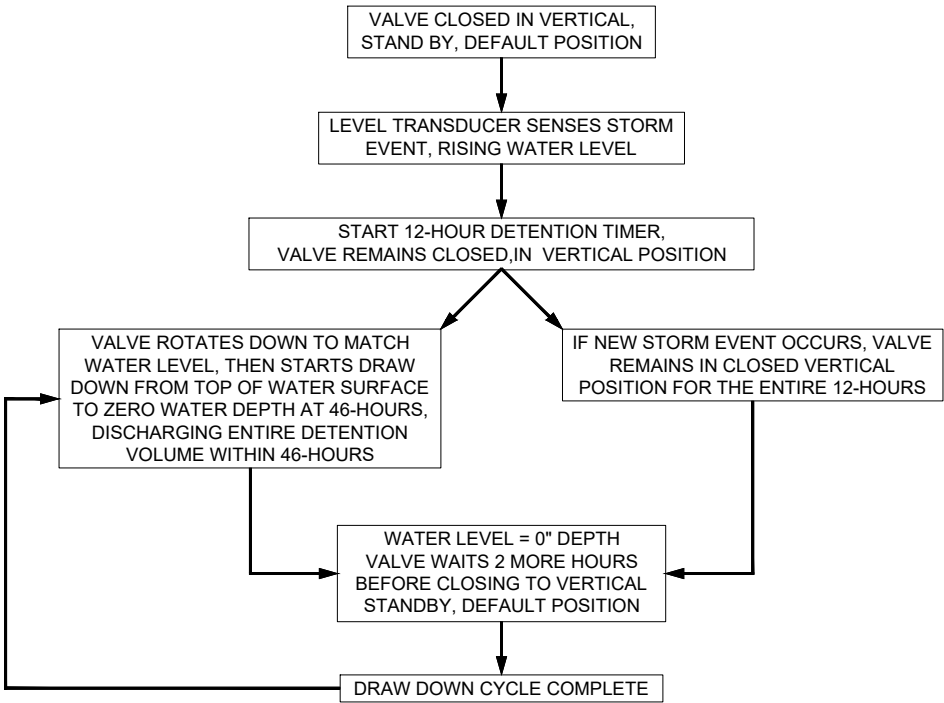 VALVE CLOSED IN VERTICAL,
STAND BY, DEFAULT POSITION
LEVEL TRANSDUCER SENSES STORM
EVENT, RISING WATER LEVEL
START 12-HOUR DETENTION TIMER,
VALVE REMAINS CLOSED,IN VERTICAL POSITION
VALVE ROTATES DOWN TO MATCH
WATER LEVEL, THEN STARTS DRAW
DOWN FROM TOP OF WATER SURFACE
TO ZERO WATER DEPTH AT 46-HOURS,
DISCHARGING ENTIRE DETENTION
VOLUME WITHIN 46-HOURS
IF NEW STORM EVENT OCCURS, VALVE
REMAINS IN CLOSED VERTICAL
POSITION FOR THE ENTIRE 12-HOURS
WATER LEVEL = 0" DEPTH
VALVE WAITS 2 MORE HOURS
BEFORE CLOSING TO VERTICAL
STANDBY, DEFAULT POSITION
DRAW DOWN CYCLE COMPLETE